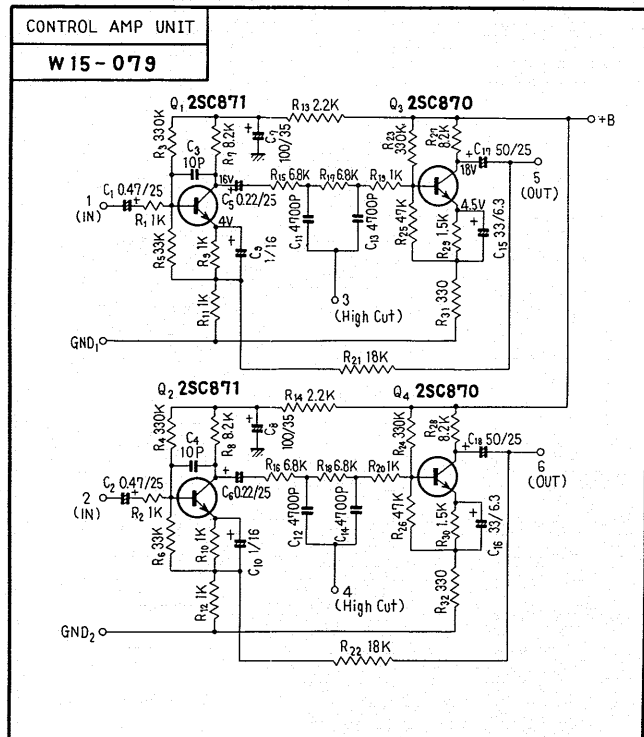 CONTROL AMP UNIT
W15-079
Q1 2SC871
R13 2.2K
Q3 2SC870
+B
R3 330K
C3
10P
R7 8.2K
C7
100/35
R23
330K
R27
8.2K
C17 50/25
18V
5
(OUT)
16V
C5
0.22/25
R15 6.8K
R17 6.8K
R19 1K
C1 0.47/25
1
(IN)
R1 1K
4V
C11 4700P
C13 4700P
R25 47K
4.5V
R29 1.5K
C15 33/6.3
R5 33K
R9 1K
C9
1/16
R11 1K
3
(High Cut)
R31 330
GND1
R21 18K
Q2 2SC871
R14 2.2K
Q4 2SC870
R4 330K
C4
10P
R8 8.2K
C8
100/35
R24 330K
R28
8.2K
C18 50/25
6
(OUT)
C6 0.22/25
R16 6.8K
R18 6.8K
R20 1K
C2 0.47/25
2
(IN)
R2 1K
C12 4700P
C14 4700P
R26 47K
R30 1.5K
33/6.3
C16
R6 33K
R10 1K
C10 1/16
R12 1K
4
(High Cut)
R32 330
GND2
R22 18K